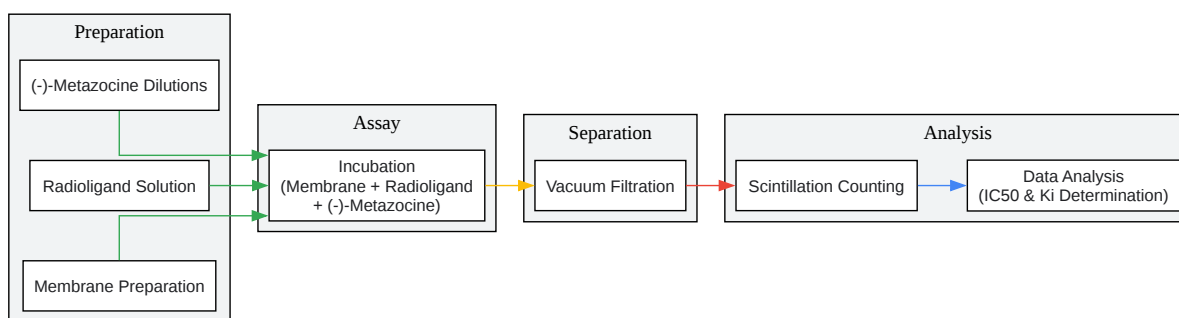 Preparation
(-)-Metazocine Dilutions
Radioligand Solution
Membrane Preparation
Assay
Incubation
(Membrane + Radioligand
+ (-)-Metazocine)
Separation
Vacuum Filtration
Analysis
Scintillation Counting
Data Analysis
(IC50 & Ki Determination)